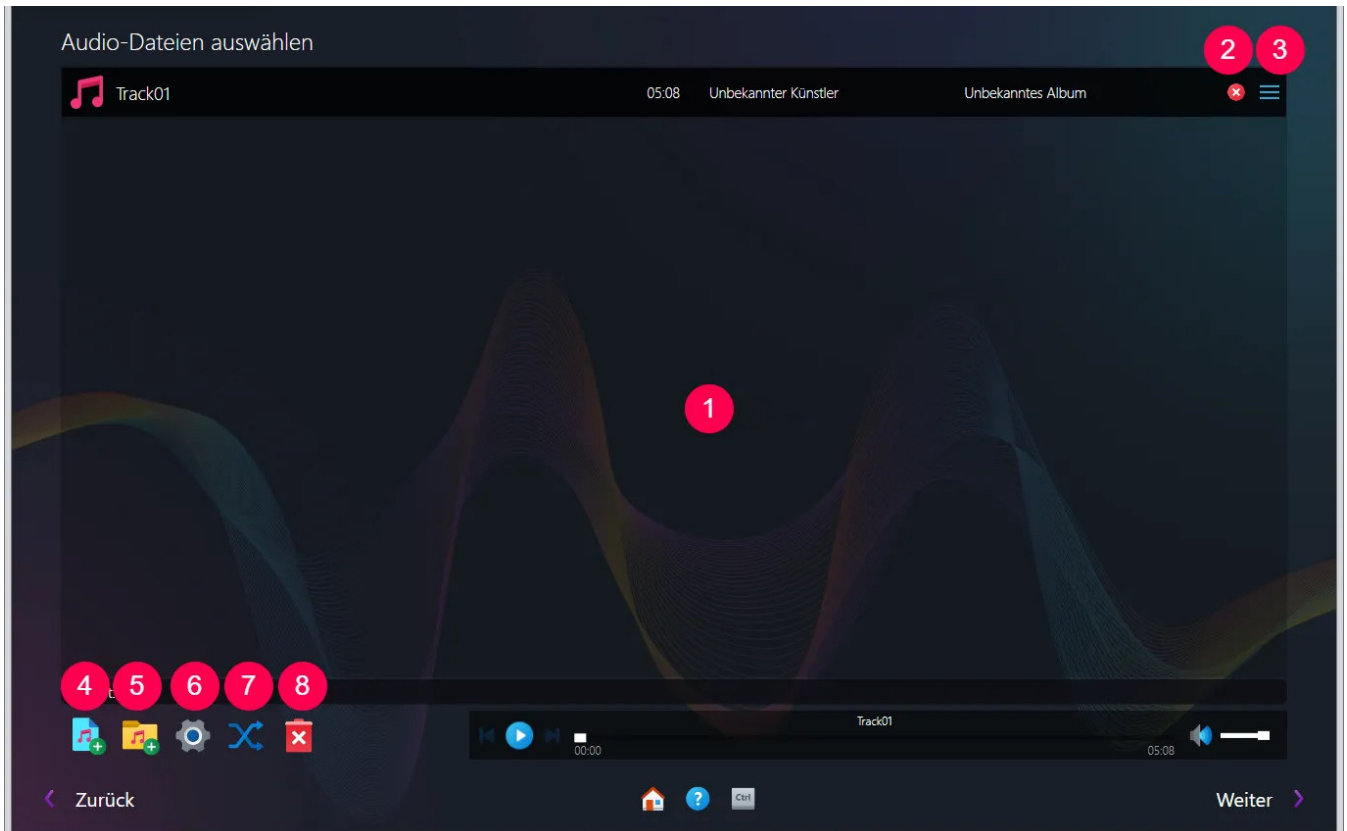 Audio-Dateien auswählen
2 3
Track01 05:08 Unbekannter Künstler Unbekanntes Album
1
4 5 6 7 8
Track01
00:00 05:08
Zurück Ctrl Weiter